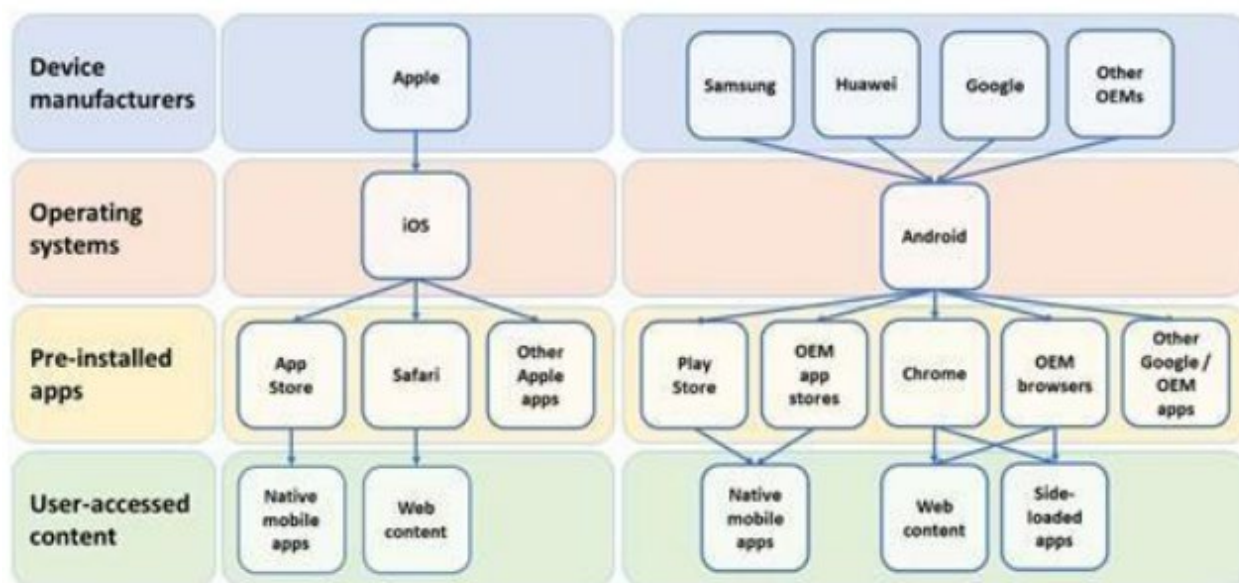 Device
manufacturers
Apple
Samsung
Huawei
Google
Other
OEMs
Operating
systems
iOS
Android
Pre-installed
apps
App
Store
Safari
Other
Apple
apps
Play
Store
OEM
app
stores
Chrome
OEM
browsers
Other
Google /
OEM
apps
User-accessed
content
Native
mobile
apps
Web
content
Native
mobile
apps
Web
content
Side-
loaded
apps